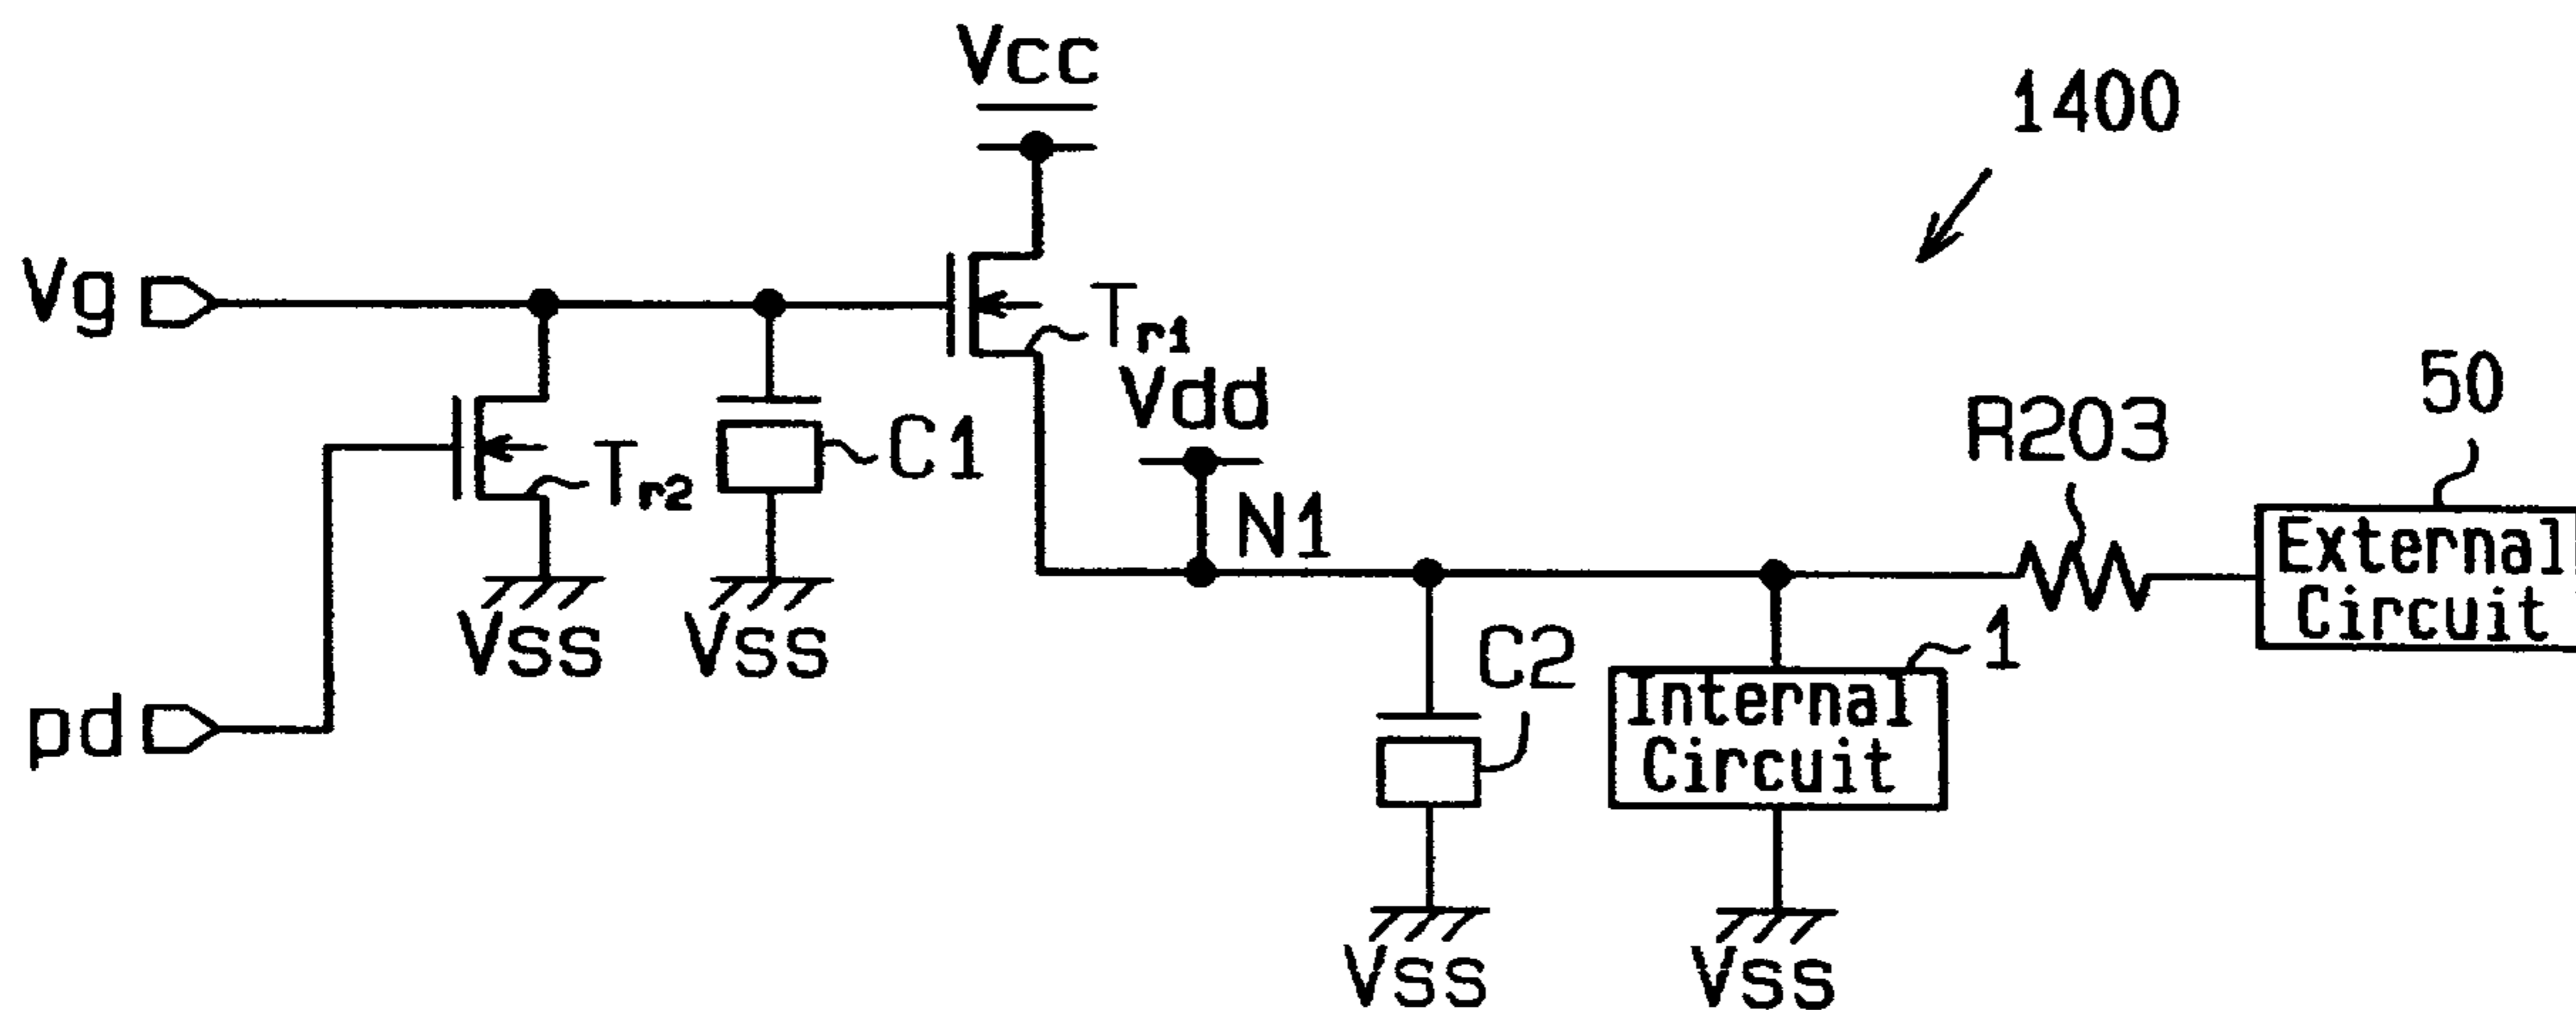 Vcc
1400
Vg
Tr1
Vdd
50
R203
C1
Tr2
N1
External
Circuit
Vss
Vss
1
C2
Internal
Circuit
pd
Vss
Vss